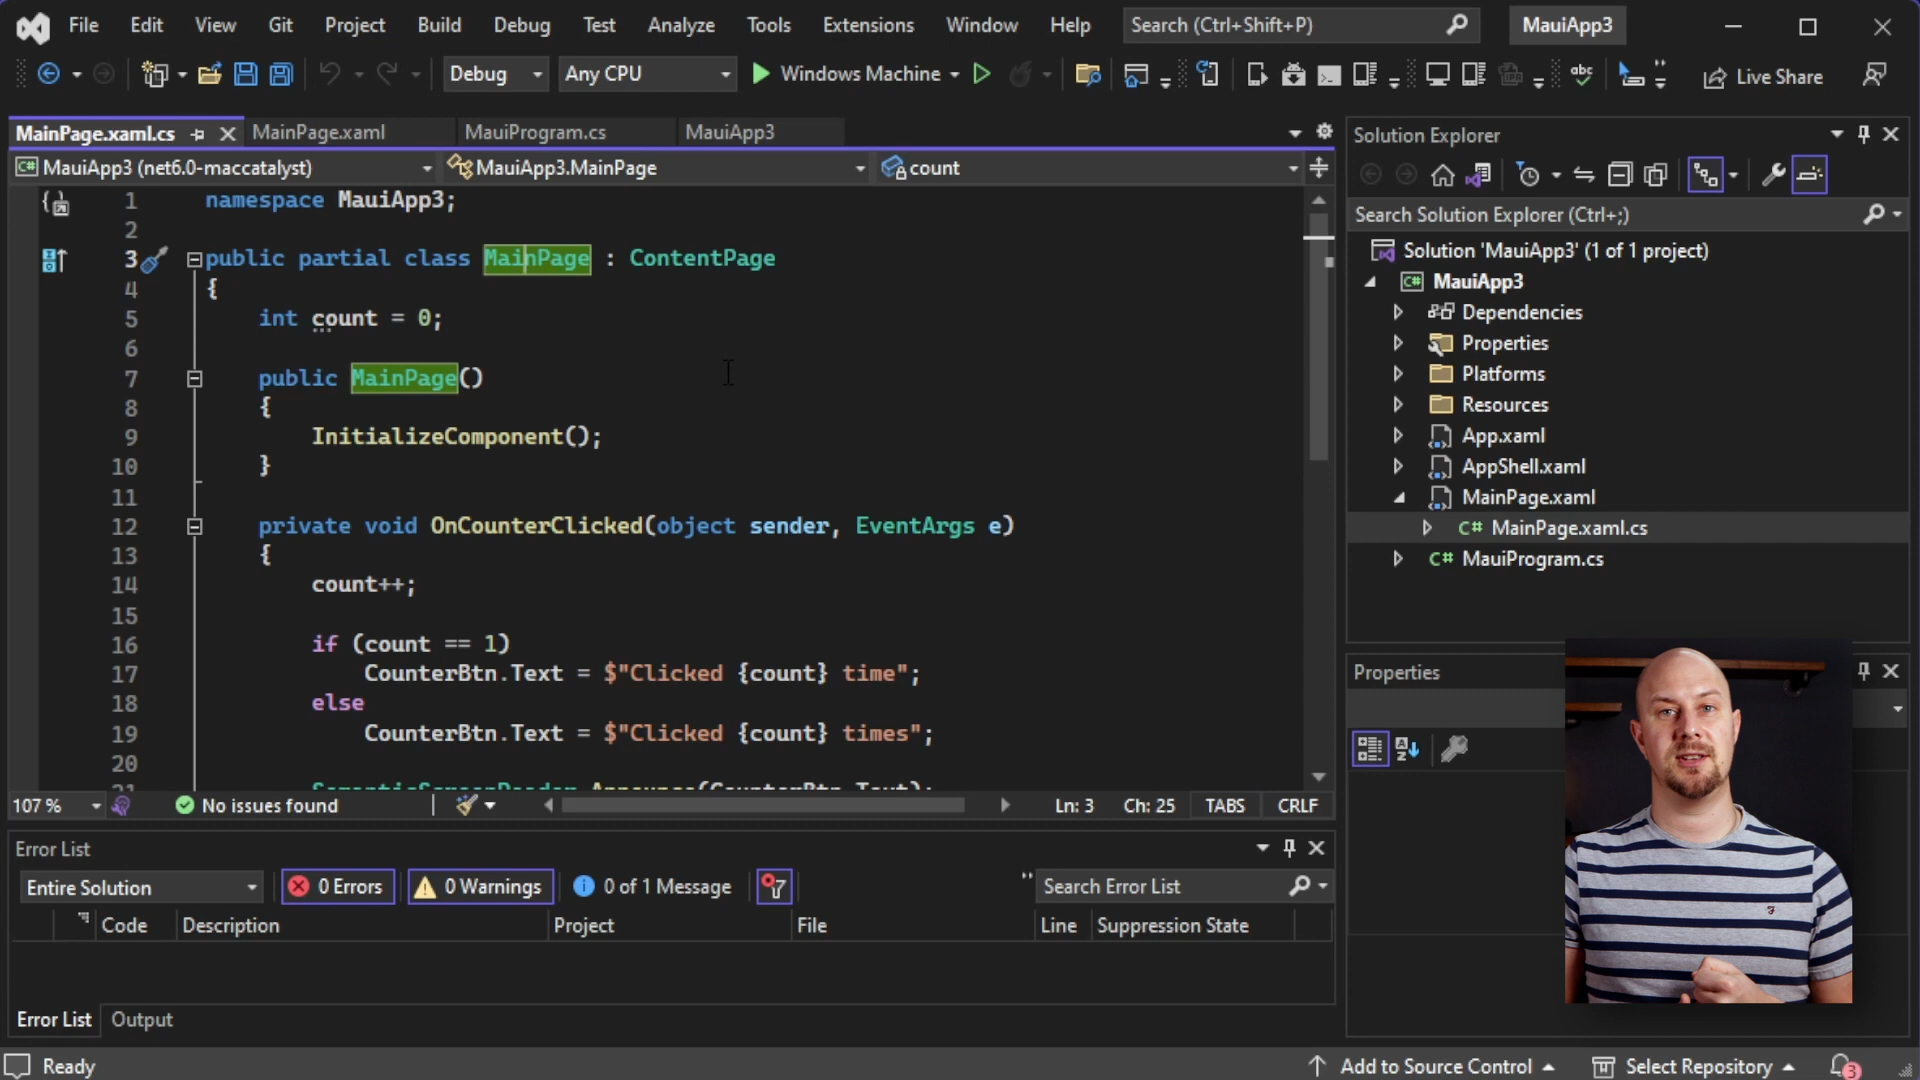 File Edit View Git Project Build Debug Test Analyze Tools Extensions Window Help Search (Ctrl+Shift+P) MauiApp3
Debug Any CPU Windows Machine abc Live Share
MainPage.xaml.cs MainPage.xaml MauiProgram.cs MauiApp3
C# MauiApp3 (net6.0-maccatalyst) MauiApp3.MainPage count
1 namespace MauiApp3;
2
3 public partial class MainPage : ContentPage
4 {
5 int count = 0;
6
7 public MainPage()
8 {
9 InitializeComponent();
10 }
11
12 private void OnCounterClicked(object sender, EventArgs e)
13 {
14 count++;
15
16 if (count == 1)
17 CounterBtn.Text = $"Clicked {count} time";
18 else
19 CounterBtn.Text = $"Clicked {count} times";
20
21 SemanticScreenReader.Announce(CounterBtn.Text);
107 % No issues found Ln: 3 Ch: 25 TABS CRLF
Error List
Entire Solution 0 Errors 0 Warnings 0 of 1 Message Search Error List
Code Description Project File Line Suppression State
Error List Output
Solution Explorer
Search Solution Explorer (Ctrl+;)
Solution 'MauiApp3' (1 of 1 project)
C# MauiApp3
Dependencies
Properties
Platforms
Resources
App.xaml
AppShell.xaml
MainPage.xaml
C# MainPage.xaml.cs
C# MauiProgram.cs
Properties
Ready Add to Source Control Select Repository 3